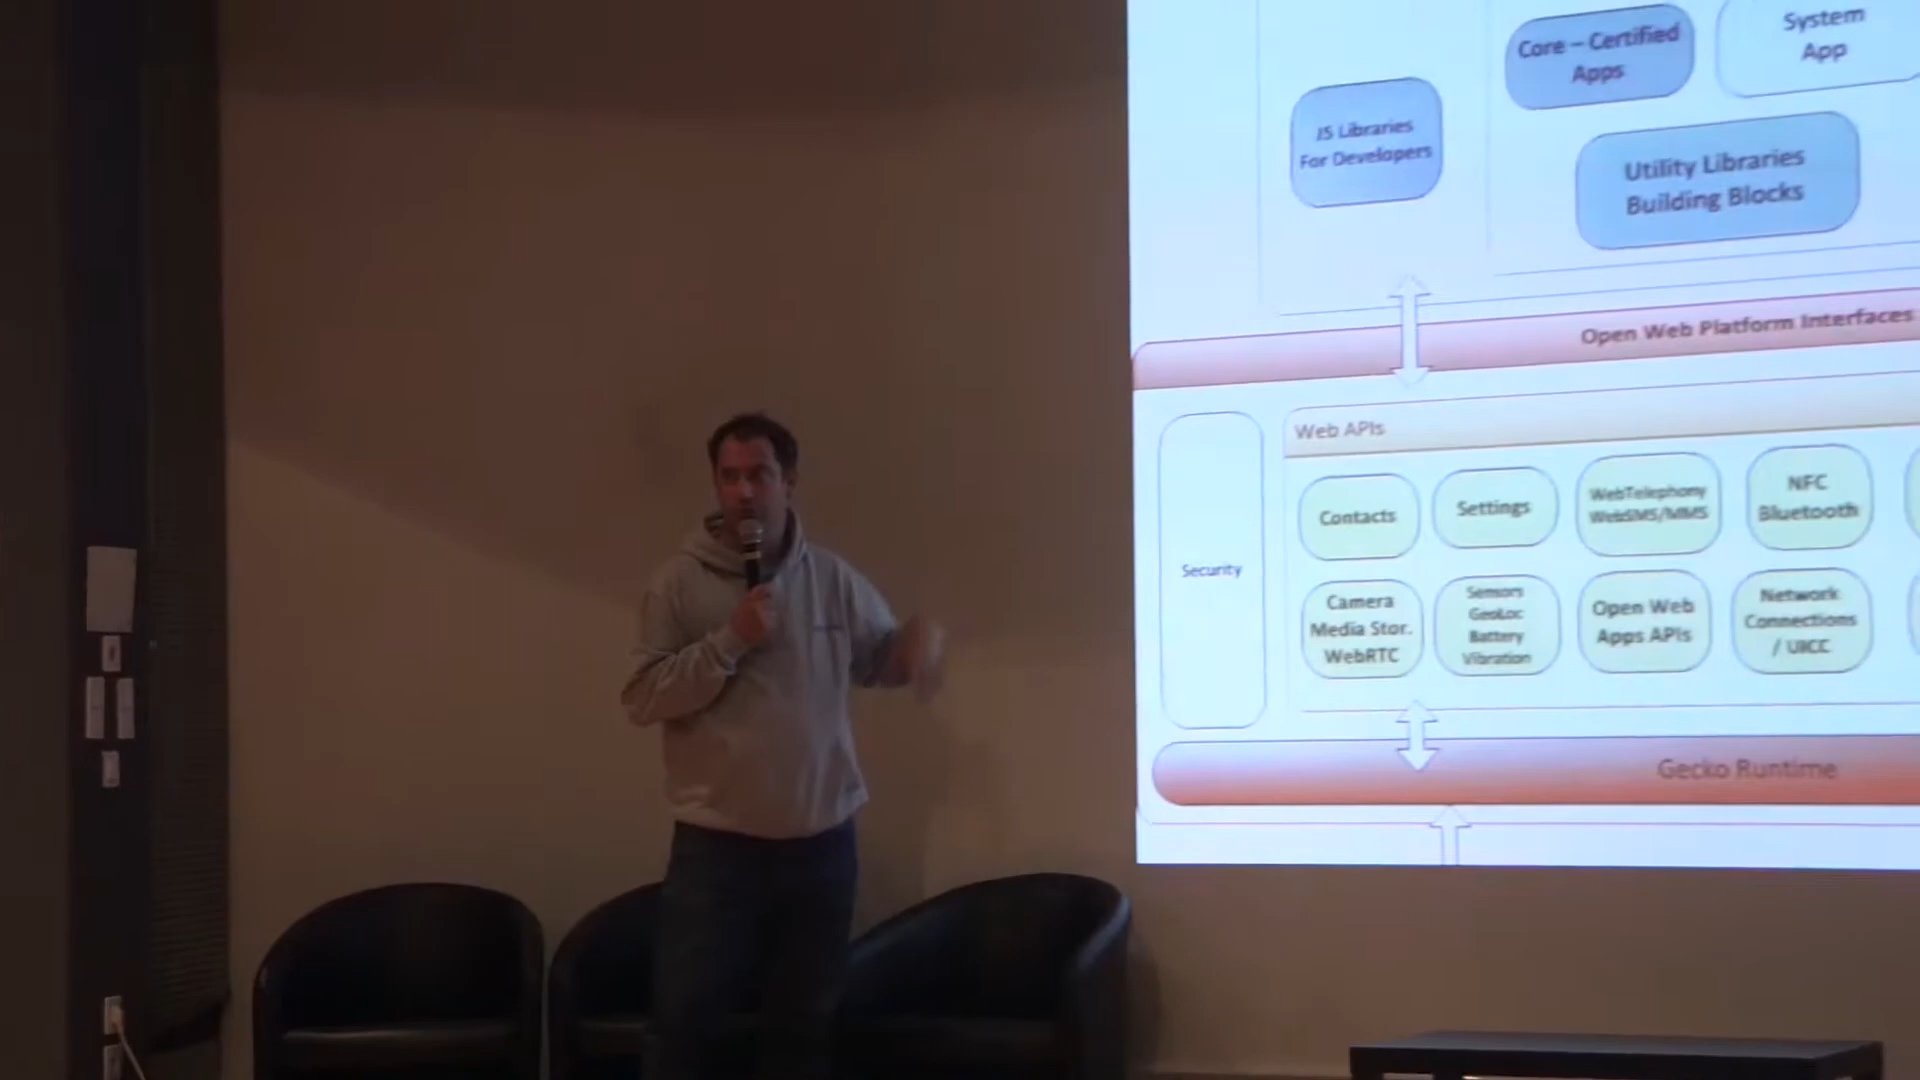 Core – Certified
Apps
System
App
JS Libraries
For Developers
Utility Libraries
Building Blocks
Open Web Platform Interfaces
Web APIs
Security
Contacts
Settings
WebTelephony
WebSMS/MMS
NFC
Bluetooth
Camera
Media Stor.
WebRTC
Sensors
GeoLoc
Battery
Vibration
Open Web
Apps APIs
Network
Connections
/ UICC
Gecko Runtime